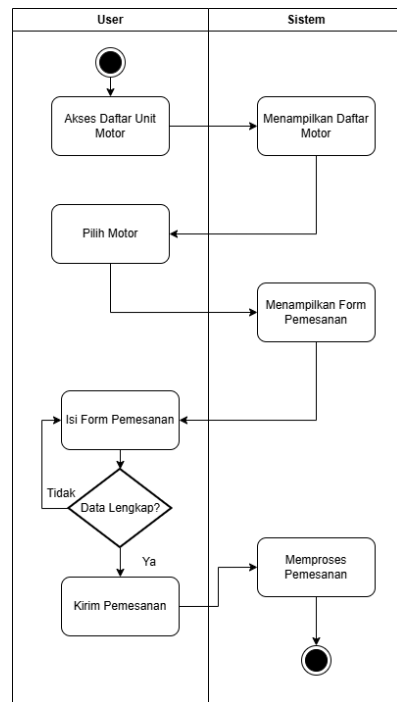 User
Sistem
Akses Daftar Unit
Motor
Menampilkan Daftar
Motor
Pilih Motor
Menampilkan Form
Pemesanan
Isi Form Pemesanan
Tidak
Data Lengkap?
Ya
Kirim Pemesanan
Memproses
Pemesanan